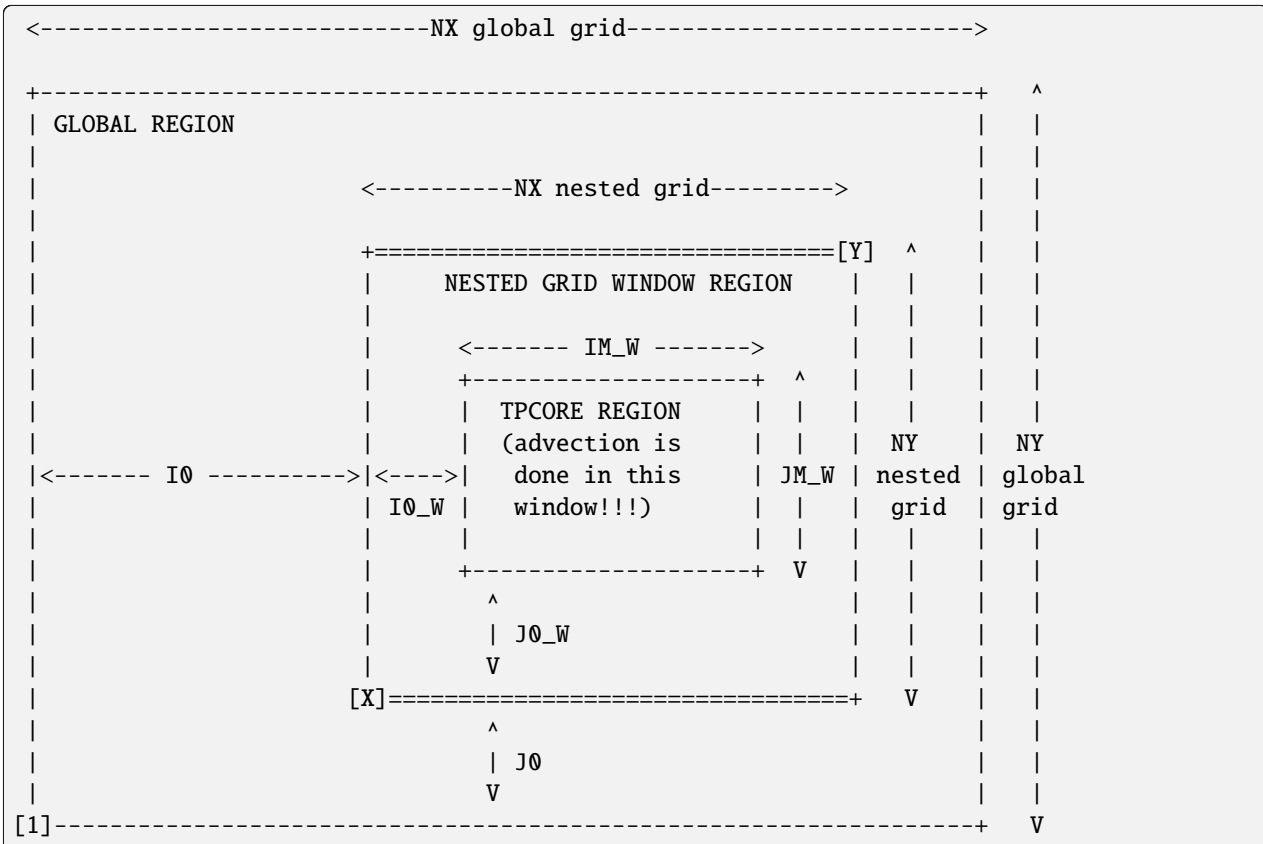 <----------------------------NX global grid------------------------->

+-------------------------------------------------------------------+   ^
| GLOBAL REGION                                                     |   |
|                                                                   |   |
|                       <----------NX nested grid--------->         |   |
|                                                                   |   |
|                       +=================================[Y]  ^    |   |
|                       |     NESTED GRID WINDOW REGION    |   |    |   |
|                       |                                  |   |    |   |
|                       |      <------- IM_W ------->      |   |    |   |
|                       |      +--------------------+  ^   |   |    |   |
|                       |      |  TPCORE REGION     |  |   |   |    |   |
|                       |      |  (advection is     |  |   |  NY    |  NY
|<------- I0 ---------->|<---->|   done in this     | JM_W | nested | global
|                       | I0_W |   window!!!)       |  |   |  grid  | grid
|                       |      |                    |  |   |   |    |   |
|                       |      +--------------------+  V   |   |    |   |
|                       |        ^                         |   |    |   |
|                       |        | J0_W                    |   |    |   |
|                       |        V                         |   |    |   |
|                      [X]=================================+   V    |   |
|                                ^                                  |   |
|                                | J0                               |   |
|                                V                                  |   |
[1]------------------------------------------------------------------+   V